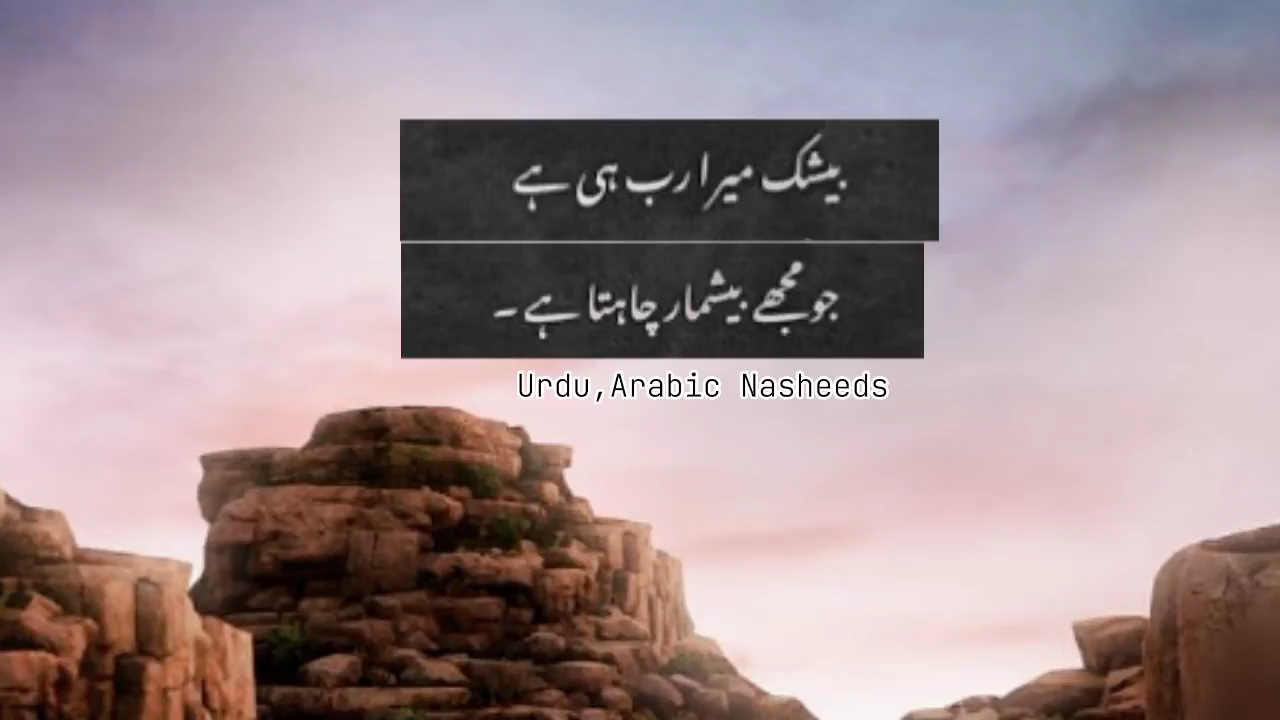 بیشک میرا رب ہی ہے
جو مجھے بیشمار چاہتا ہے ۔
Urdu,Arabic Nasheeds